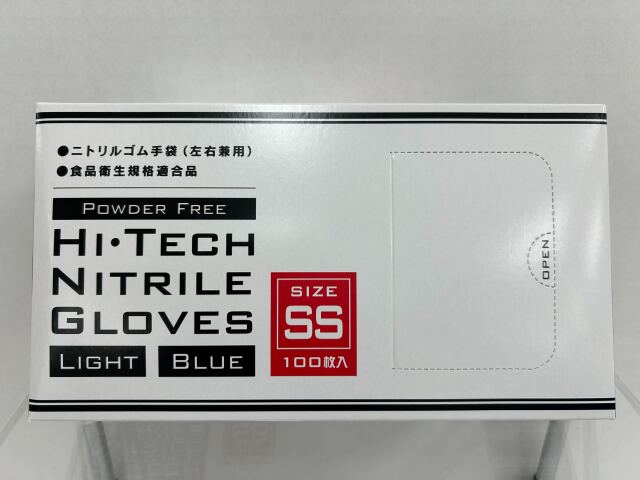 ●ニトリルゴム手袋(左右兼用)
●食品衛生規格適合品
POWDER FREE
HI・TECH
NITRILE
GLOVES
LIGHT BLUE
SIZE
SS
100枚入
OPEN